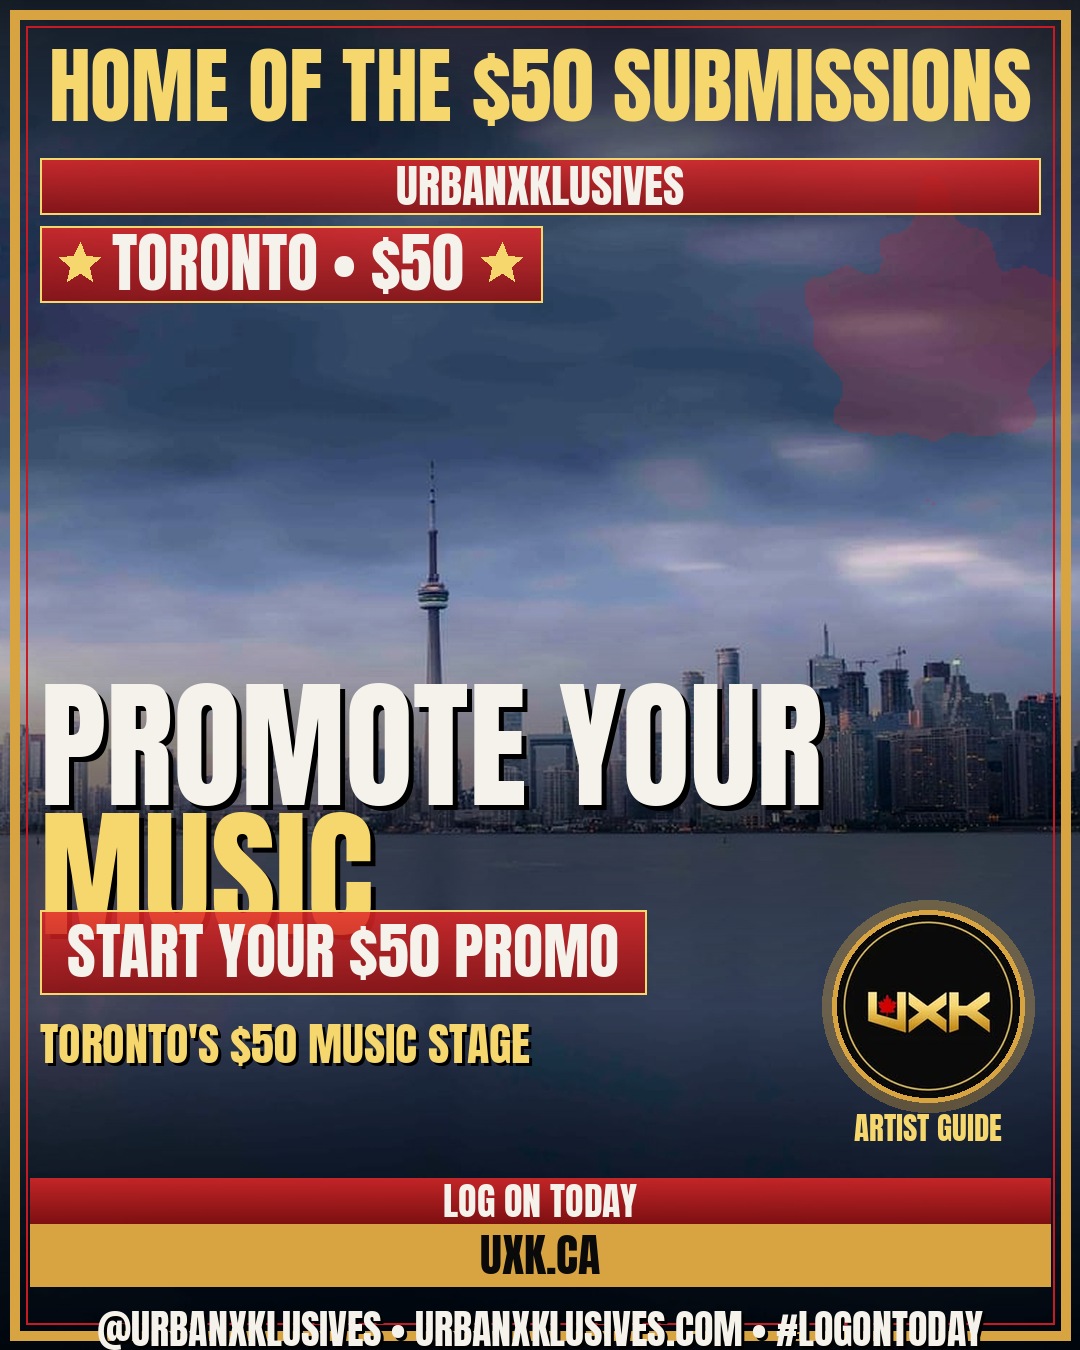 HOME OF THE $50 SUBMISSIONS
URBANXKLUSIVES
TORONTO • $50
PROMOTE YOUR
MUSIC
START YOUR $50 PROMO
TORONTO'S $50 MUSIC STAGE
UXK
ARTIST GUIDE
LOG ON TODAY
UXK.CA
@URBANXKLUSIVES • URBANXKLUSIVES.COM • #LOGONTODAY